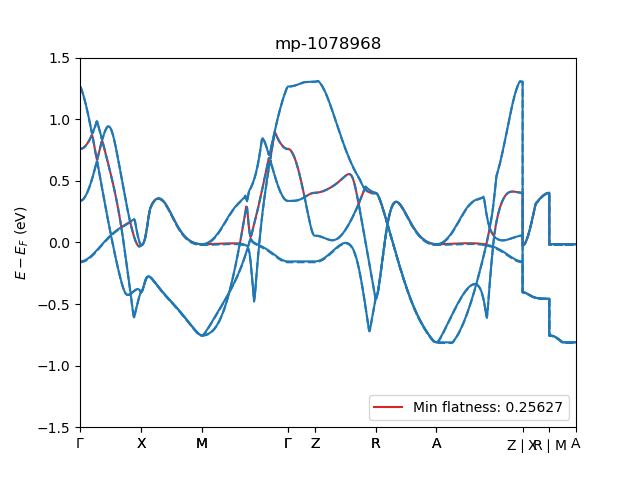 mp-1078968
1.5
1.0
0.5
0.0
−0.5
−1.0
−1.5
E − E_F (eV)
Min flatness: 0.25627
Γ X M Γ Z R A Z | X R | M A